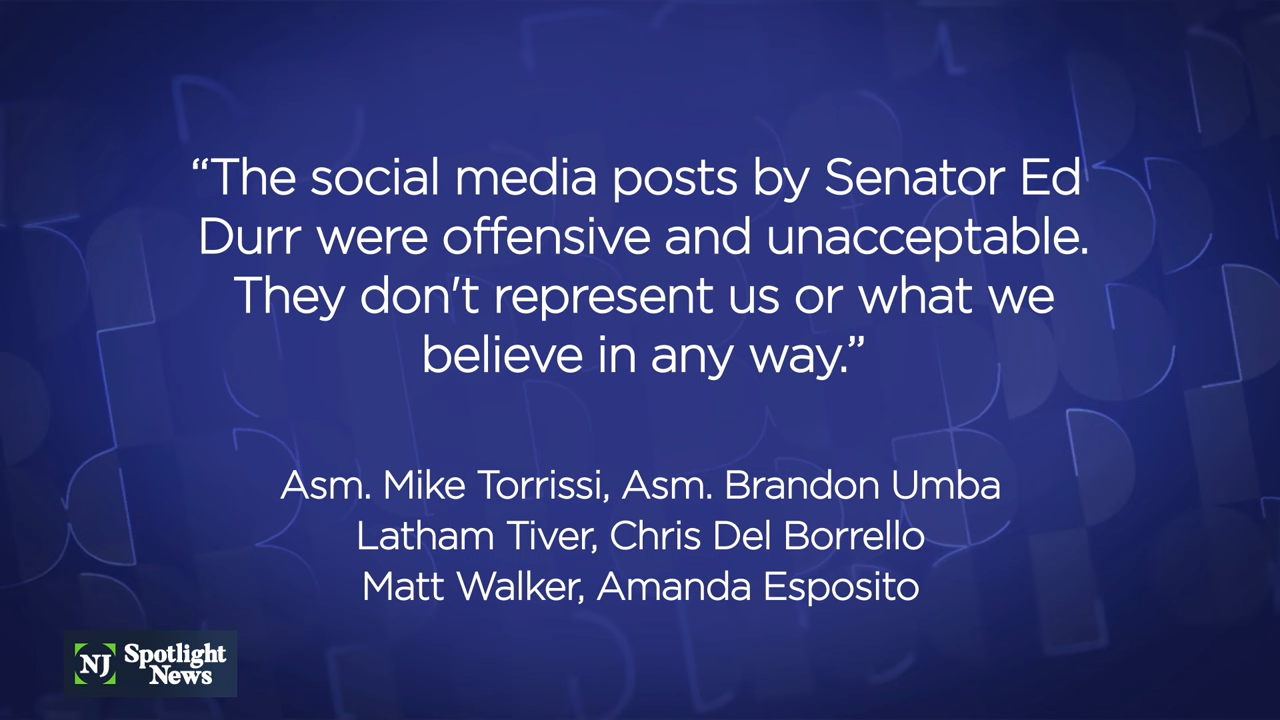 “The social media posts by Senator Ed
Durr were offensive and unacceptable.
They don't represent us or what we
believe in any way.”
Asm. Mike Torrissi, Asm. Brandon Umba
Latham Tiver, Chris Del Borrello
Matt Walker, Amanda Esposito
NJ Spotlight
News